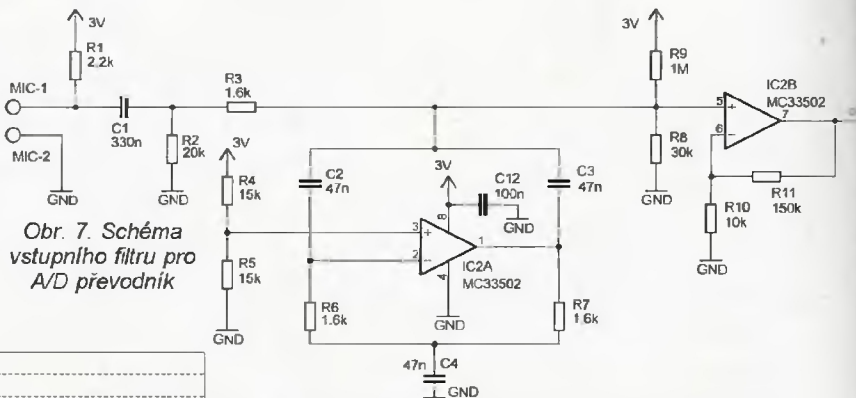 3V
R1
2,2k
MIC-1
MIC-2
GND
C1
330n
R2
20k
GND
R3
1.6k
3V
R4
15k
R5
15k
GND
C2
47n
3V
C12
100n
GND
8
3
2
1
4
IC2A
MC33502
GND
C3
47n
R6
1.6k
R7
1.6k
47n C4
GND
3V
R9
1M
R8
30k
GND
IC2B
MC33502
5
6
7
R11
150k
R10
10k
GND
Obr. 7. Schéma
vstupního filtru pro
A/D převodník